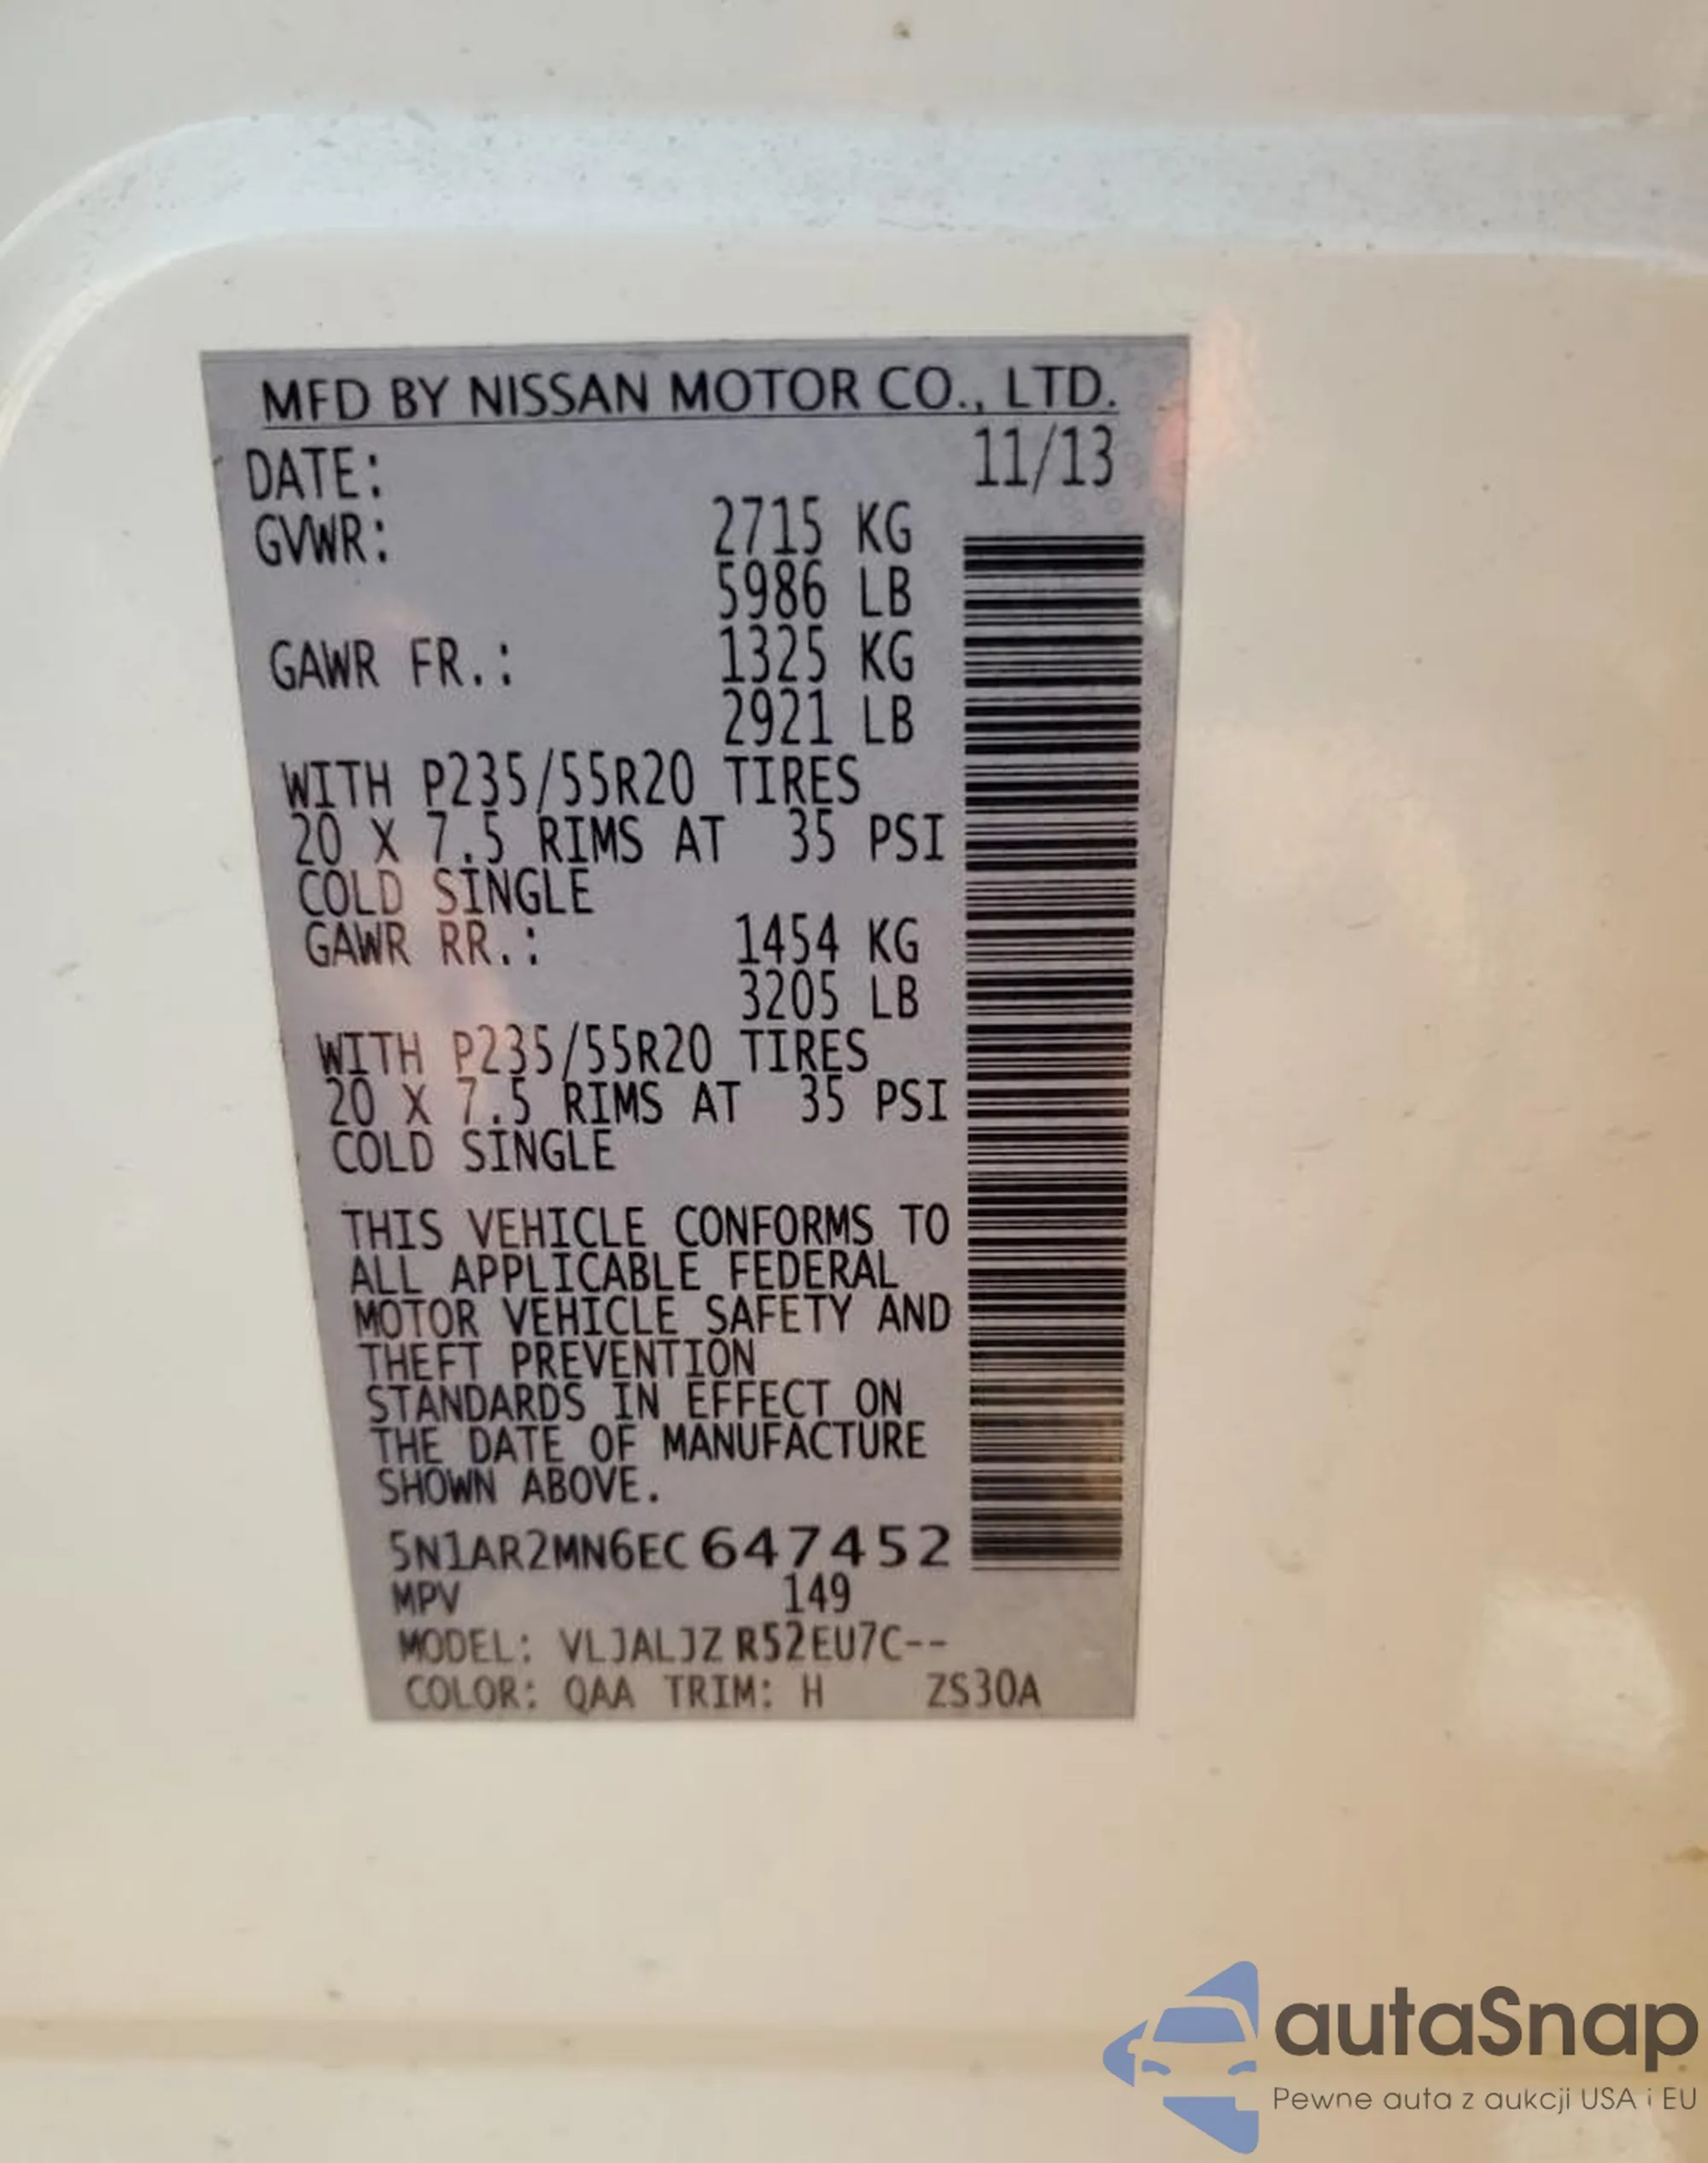 MFD BY NISSAN MOTOR CO., LTD.
DATE: 11/13
GVWR: 2715 KG
5986 LB
GAWR FR.: 1325 KG
2921 LB
WITH P235/55R20 TIRES
20 X 7.5 RIMS AT 35 PSI
COLD SINGLE
GAWR RR.: 1454 KG
3205 LB
WITH P235/55R20 TIRES
20 X 7.5 RIMS AT 35 PSI
COLD SINGLE
THIS VEHICLE CONFORMS TO
ALL APPLICABLE FEDERAL
MOTOR VEHICLE SAFETY AND
THEFT PREVENTION
STANDARDS IN EFFECT ON
THE DATE OF MANUFACTURE
SHOWN ABOVE.
5N1AR2MN6EC647452
MPV 149
MODEL: VLJALJZ R52EU7C--
COLOR: QAA TRIM: H ZS30A
autaSnap
Pewne auta z aukcji USA i EU